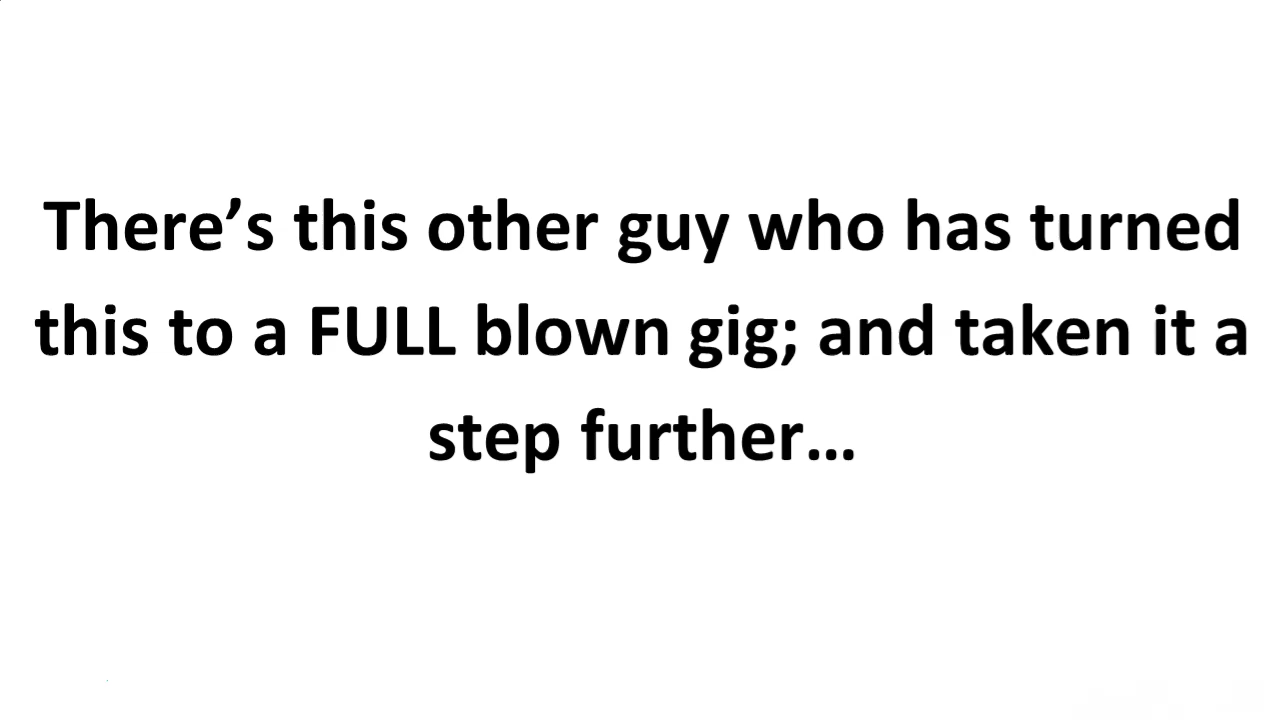 There’s this other guy who has turned
this to a FULL blown gig; and taken it a
step further…